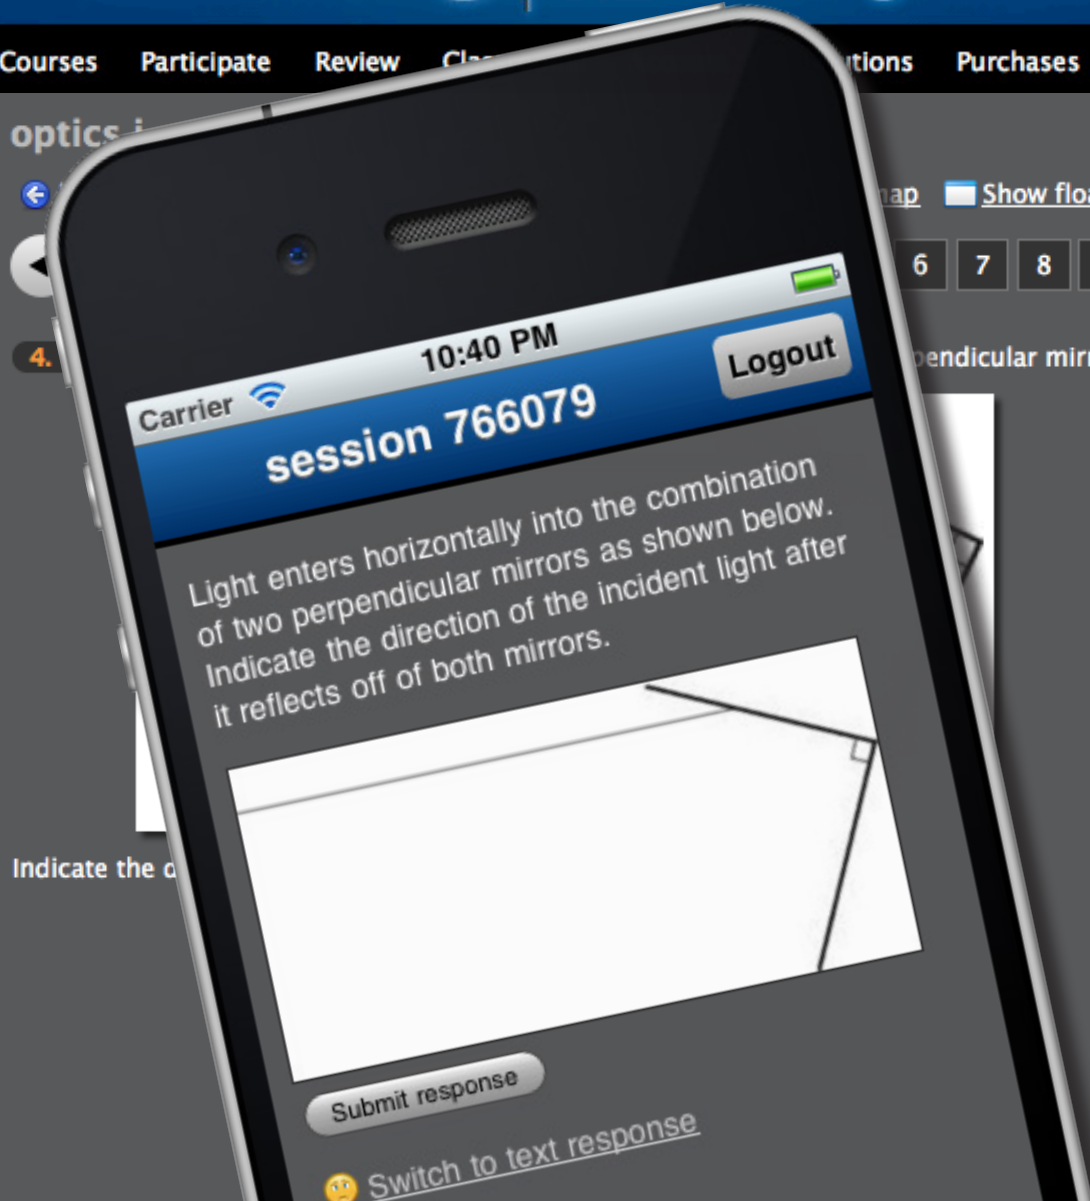 Courses Participate Review Purchases
optics
Show
6 7 8
4.
mir
Indicate the
Carrier 10:40 PM
session 766079 Logout
Light enters horizontally into the combination
of two perpendicular mirrors as shown below.
Indicate the direction of the incident light after
it reflects off of both mirrors.
Submit response
Switch to text response